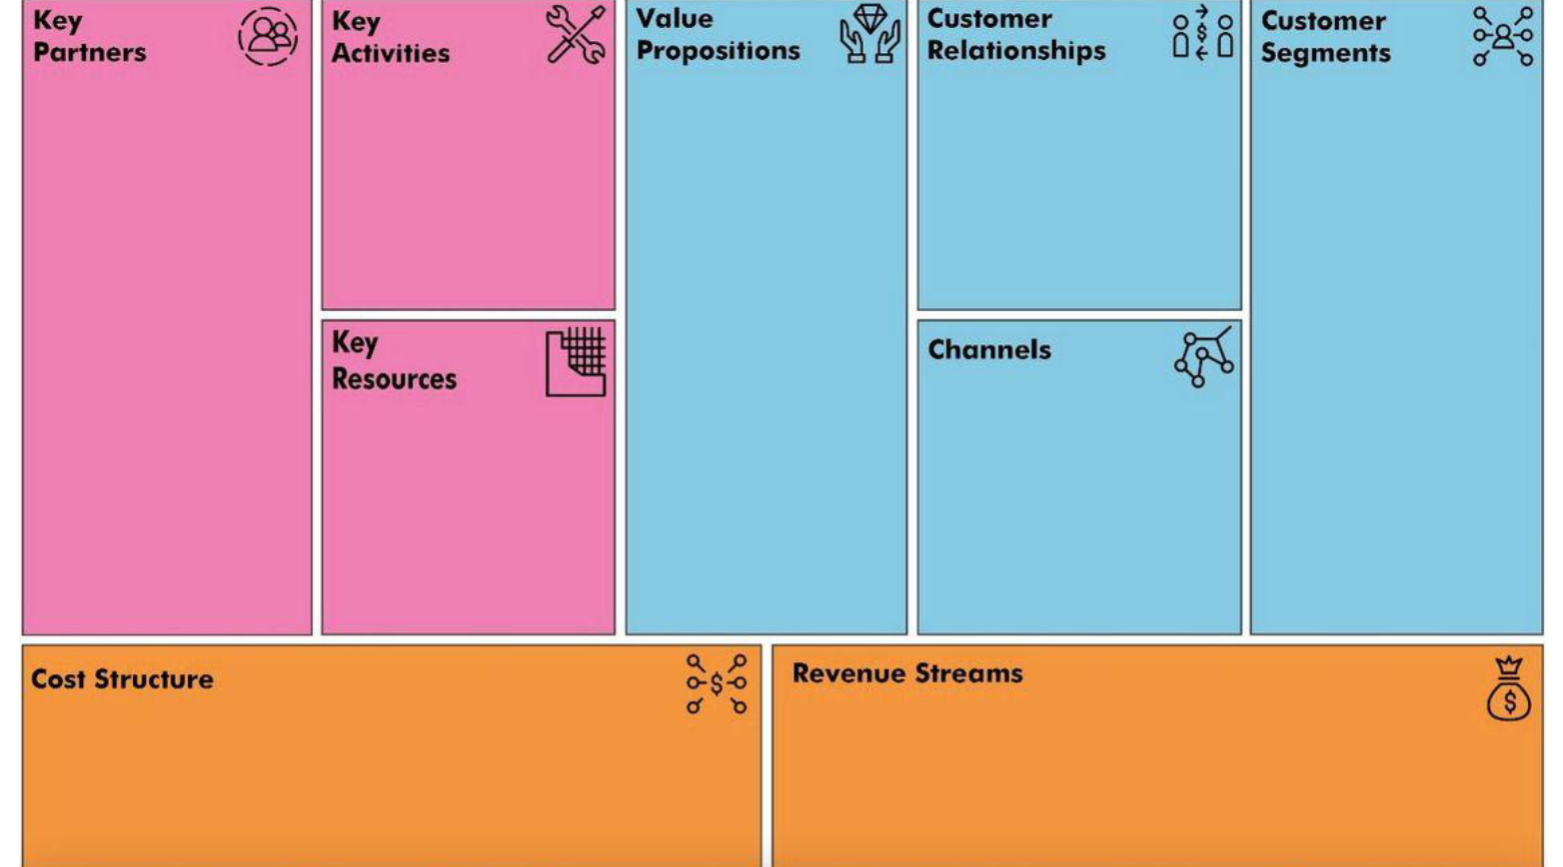 Key
Partners
Key
Activities
Key
Resources
Value
Propositions
Customer
Relationships
$
Channels
Customer
Segments
Cost Structure
$
Revenue Streams
$